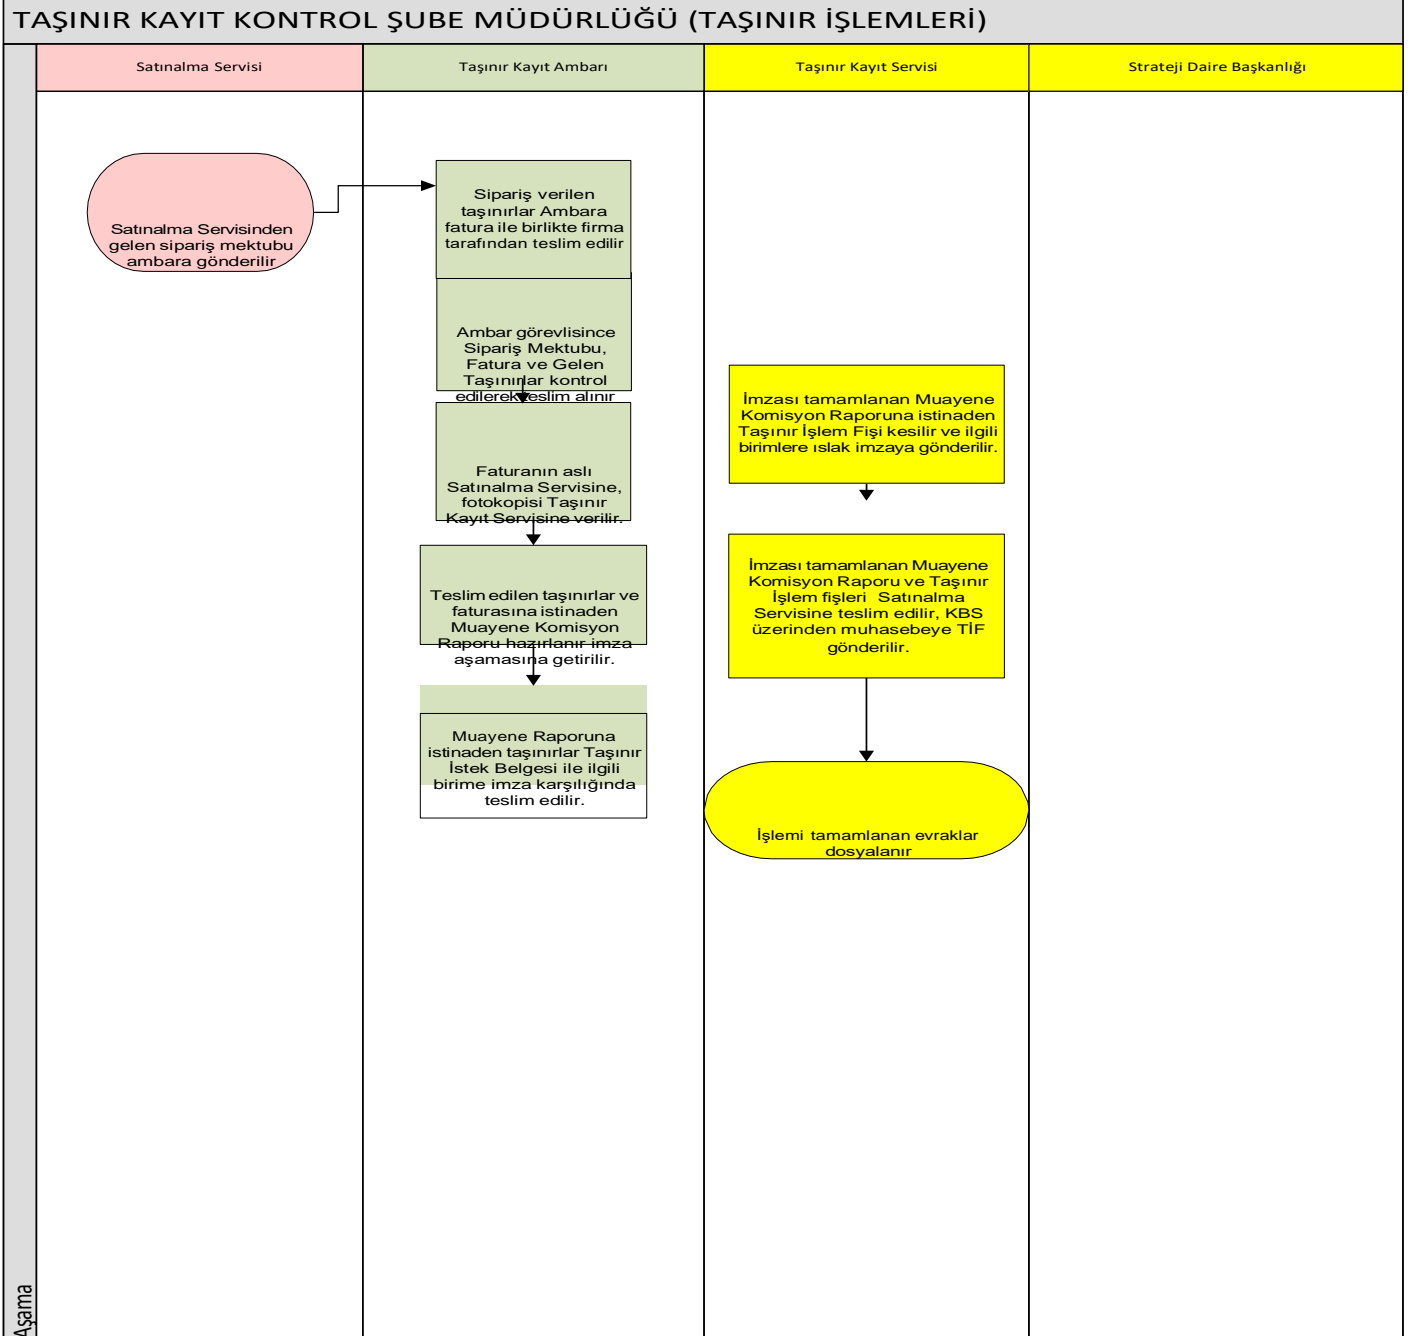 TAŞINIR KAYIT KONTROL ŞUBE MÜDÜRLÜĞÜ (TAŞINIR İŞLEMLERİ)
Satınalma Servisi
Taşınır Kayıt Ambarı
Taşınır Kayıt Servisi
Strateji Daire Başkanlığı
Satınalma Servisinden
gelen sipariş mektubu
ambara gönderilir
Sipariş verilen
taşınırlar Ambara
fatura ile birlikte firma
tarafından teslim edilir
Ambar görevlisince
Sipariş Mektubu,
Fatura ve Gelen
Taşınırlar kontrol
edilerek teslim alınır
Faturanın aslı
Satınalma Servisine,
fotokopisi Taşınır
Kayıt Servisine verilir.
Teslim edilen taşınırlar ve
faturasına istinaden
Muayene Komisyon
Raporu hazırlanır imza
aşamasına getirilir.
Muayene Raporuna
istinaden taşınırlar Taşınır
İstek Belgesi ile ilgili
birime imza karşılığında
teslim edilir.
İmzası tamamlanan Muayene
Komisyon Raporuna istinaden
Taşınır İşlem Fişi kesilir ve ilgili
birimlere ıslak imzaya gönderilir.
İmzası tamamlanan Muayene
Komisyon Raporu ve Taşınır
İşlem fişleri Satınalma
Servisine teslim edilir, KBS
üzerinden muhasebeye TİF
gönderilir.
İşlemi tamamlanan evraklar
dosyalanır
Aşama